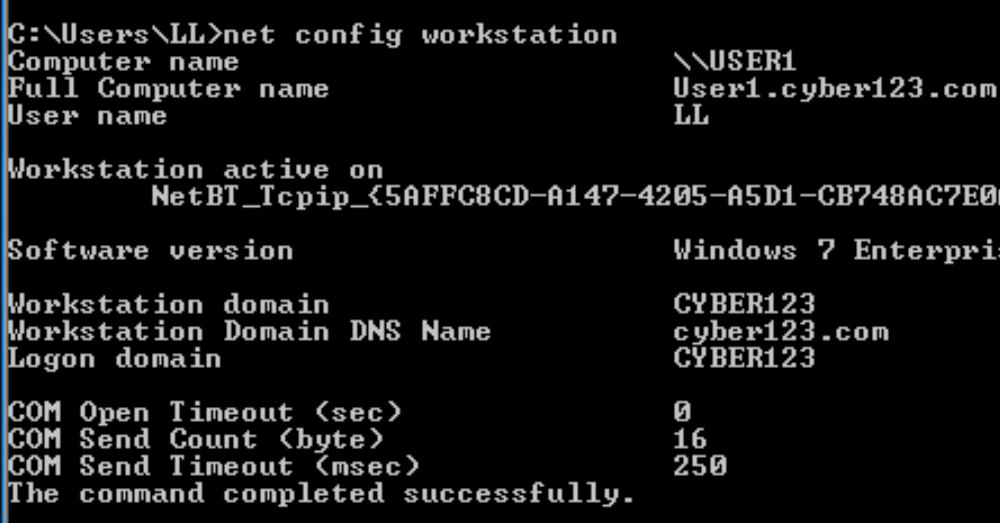 C:\Users\LL>net config workstation
Computer name \\USER1
Full Computer name User1.cyber123.com
User name LL
Workstation active on
NetBT_Tcpip_{5AFFC8CD-A147-4205-A5D1-CB748AC7E0
Software version Windows 7 Enterpris
Workstation domain CYBER123
Workstation Domain DNS Name cyber123.com
Logon domain CYBER123
COM Open Timeout (sec) 0
COM Send Count (byte) 16
COM Send Timeout (msec) 250
The command completed successfully.